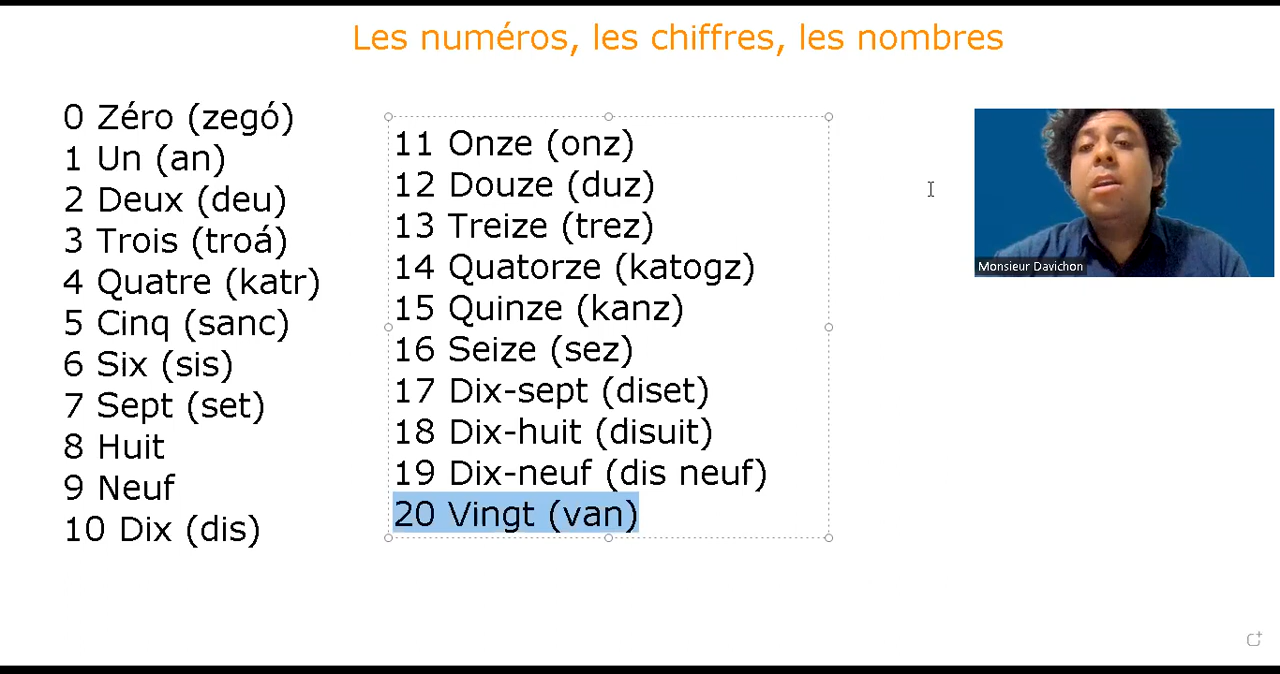 Les numéros, les chiffres, les nombres
0 Zéro (zegó)
1 Un (an)
2 Deux (deu)
3 Trois (troá)
4 Quatre (katr)
5 Cinq (sanc)
6 Six (sis)
7 Sept (set)
8 Huit
9 Neuf
10 Dix (dis)
11 Onze (onz)
12 Douze (duz)
13 Treize (trez)
14 Quatorze (katogz)
15 Quinze (kanz)
16 Seize (sez)
17 Dix-sept (diset)
18 Dix-huit (disuit)
19 Dix-neuf (dis neuf)
20 Vingt (van)
Monsieur Davichon